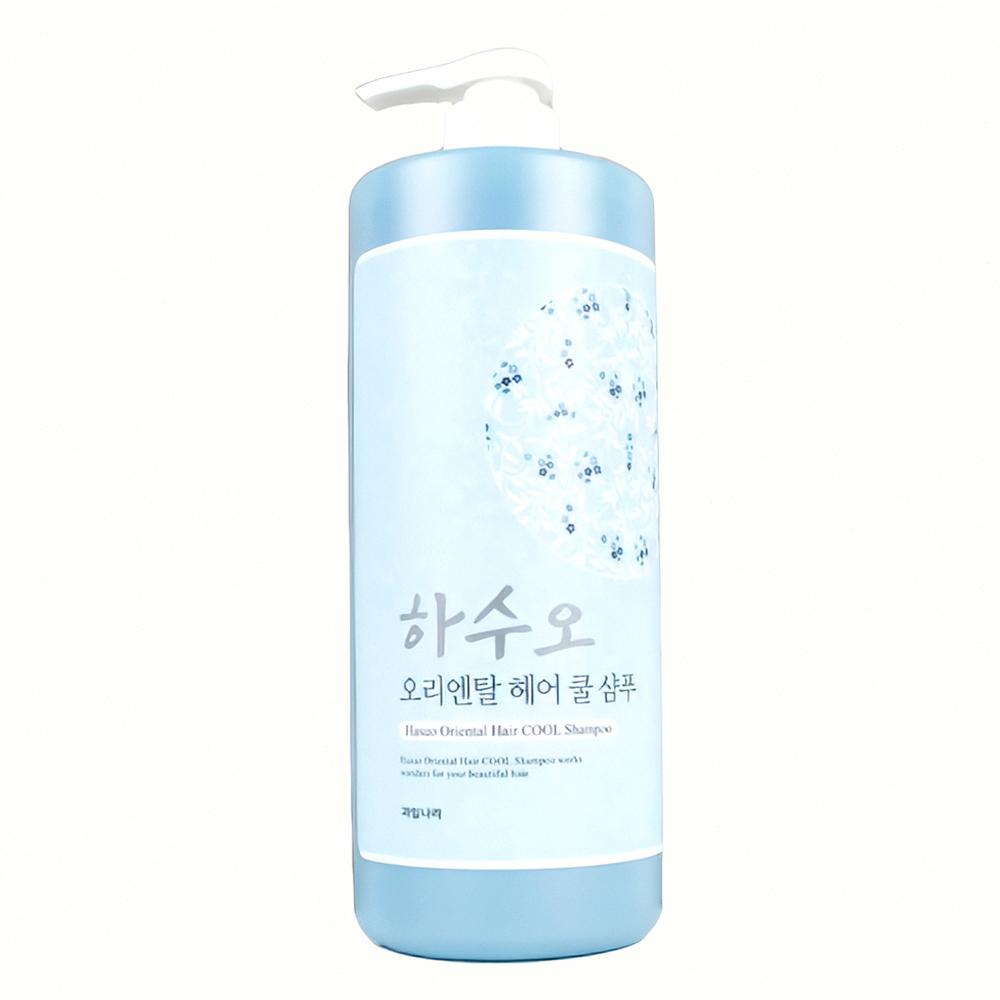 하수오
오리엔탈 헤어 쿨 샴푸
Hasuo Oriental Hair COOL Shampoo
Hasuo Oriental Hair COOL Shampoo works
wonders for your beautiful hair
과일나라